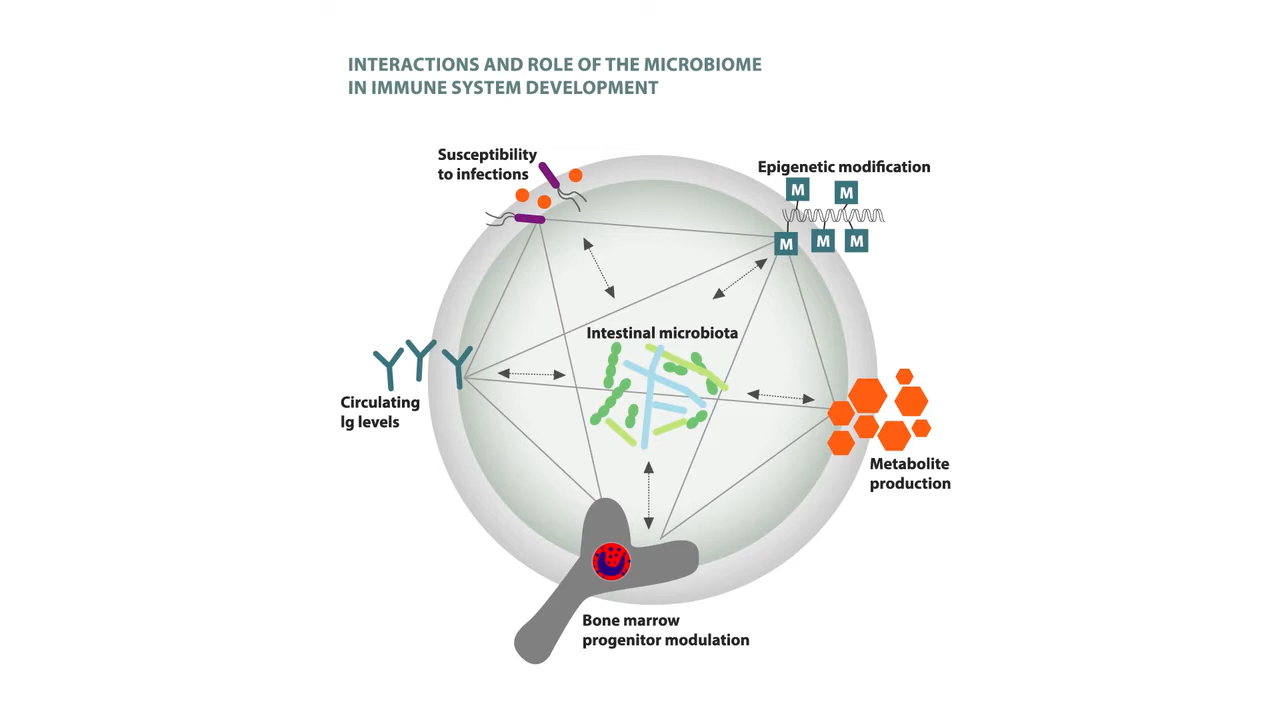 INTERACTIONS AND ROLE OF THE MICROBIOME
IN IMMUNE SYSTEM DEVELOPMENT
Susceptibility
to infections
Epigenetic modification
M
M
M
M
M
Intestinal microbiota
Circulating
Ig levels
Metabolite
production
Bone marrow
progenitor modulation